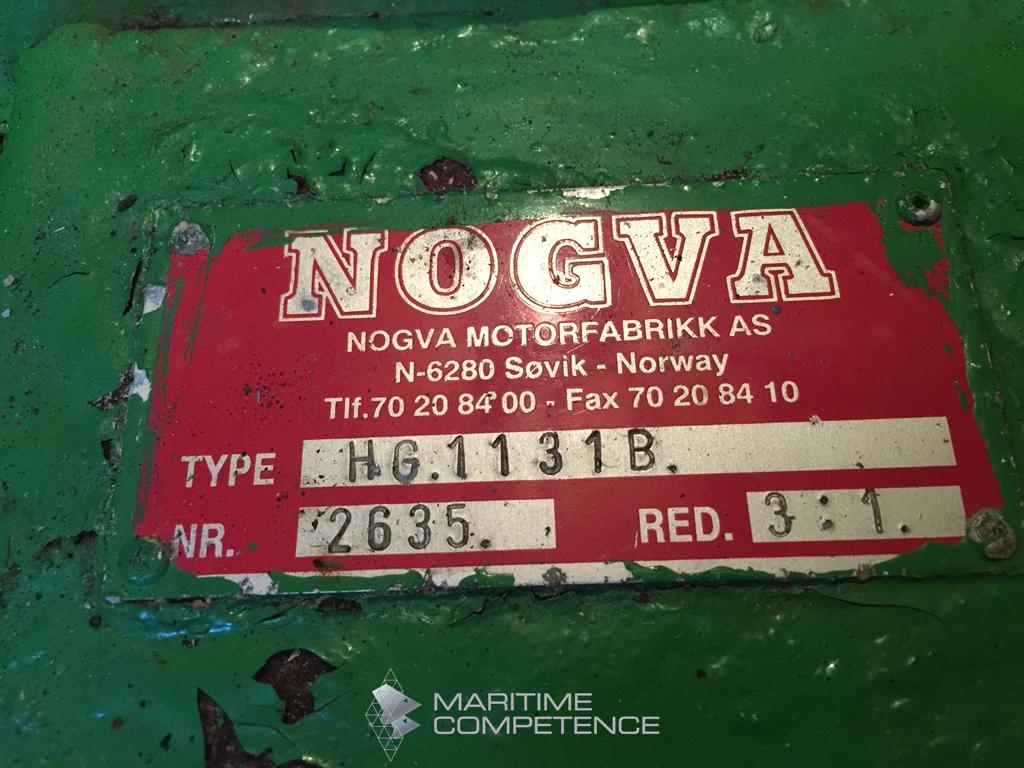 NOGVA
NOGVA MOTORFABRIKK AS
N-6280 Søvik - Norway
Tlf.70 20 84 00 - Fax 70 20 84 10
TYPE HG.1131B.
NR. 2635. RED. 3:1.
MARITIME
COMPETENCE